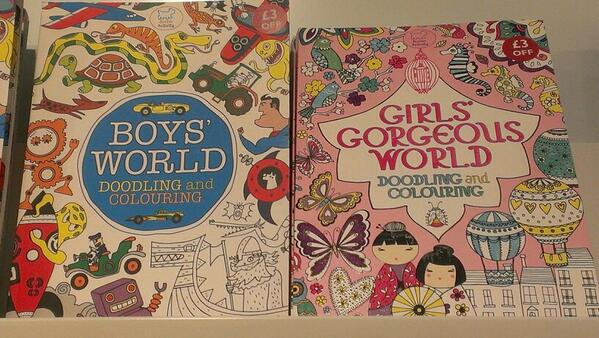 £3
OFF
BOYS'
WORLD
DOODLING and
COLOURING
£3
OFF
GIRLS'
GORGEOUS
WORLD
DOODLING and
COLOURING